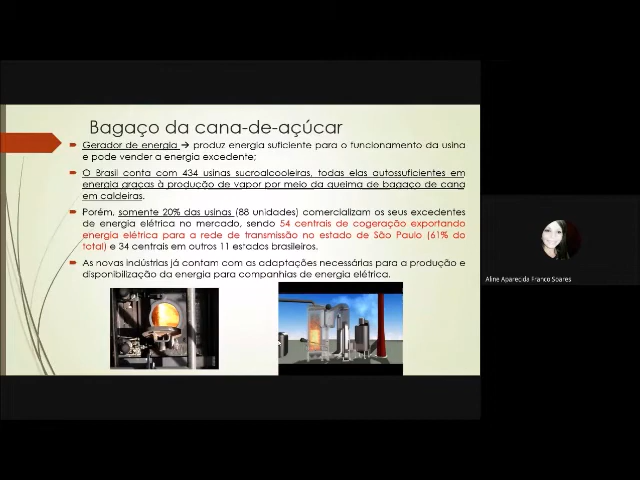 Bagaço da cana-de-açúcar
Gerador de energia → produz energia suficiente para o funcionamento da usina
e pode vender a energia excedente;
O Brasil conta com 434 usinas sucroalcooleiras, todas elas autossuficientes em
energia graças à produção de vapor por meio da queima de bagaço de cana
em caldeiras.
Porém, somente 20% das usinas (88 unidades) comercializam os seus excedentes
de energia elétrica no mercado, sendo 54 centrais de cogeração exportando
energia elétrica para a rede de transmissão no estado de São Paulo (61% do
total) e 34 centrais em outros 11 estados brasileiros.
As novas indústrias já contam com as adaptações necessárias para a produção e
disponibilização da energia para companhias de energia elétrica.
Aline Aparecida Franco Soares